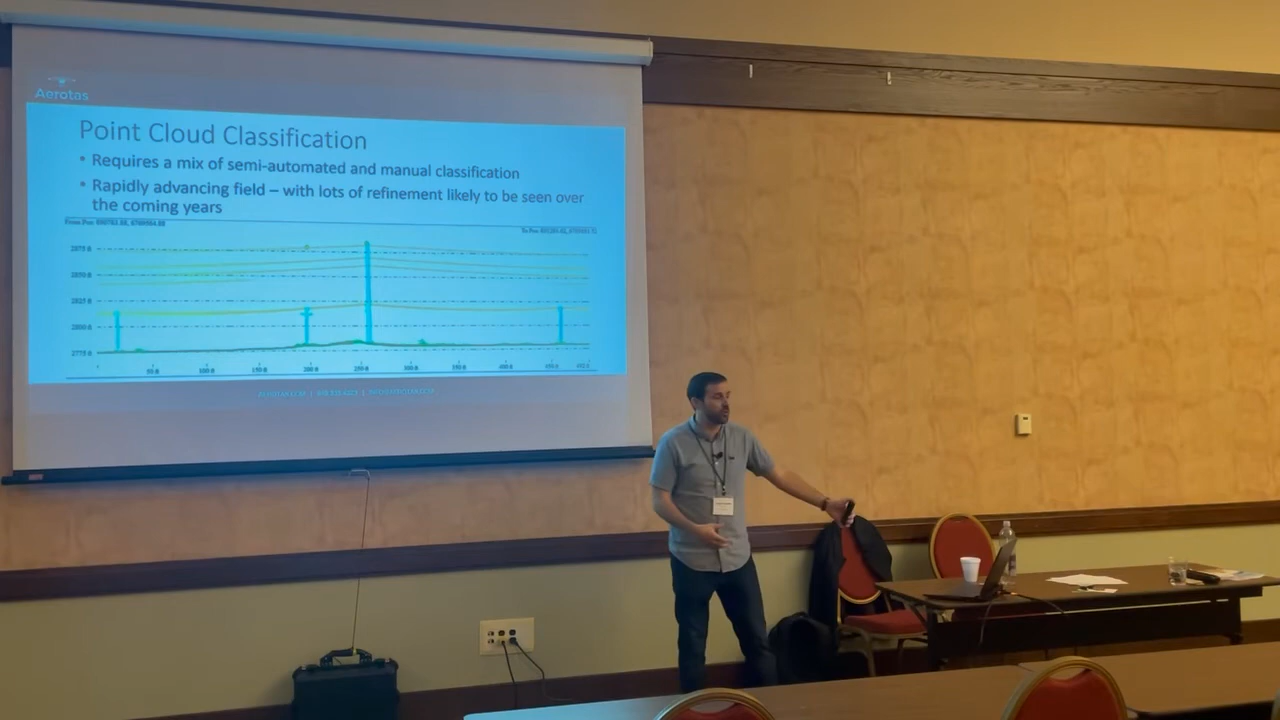 Aerotas
Point Cloud Classification
• Requires a mix of semi-automated and manual classification
• Rapidly advancing field – with lots of refinement likely to be seen over
the coming years
2875 ft
2850 ft
2825 ft
2800 ft
2775 ft
50 ft
100 ft
150 ft
200 ft
250 ft
300 ft
350 ft
400 ft
450 ft